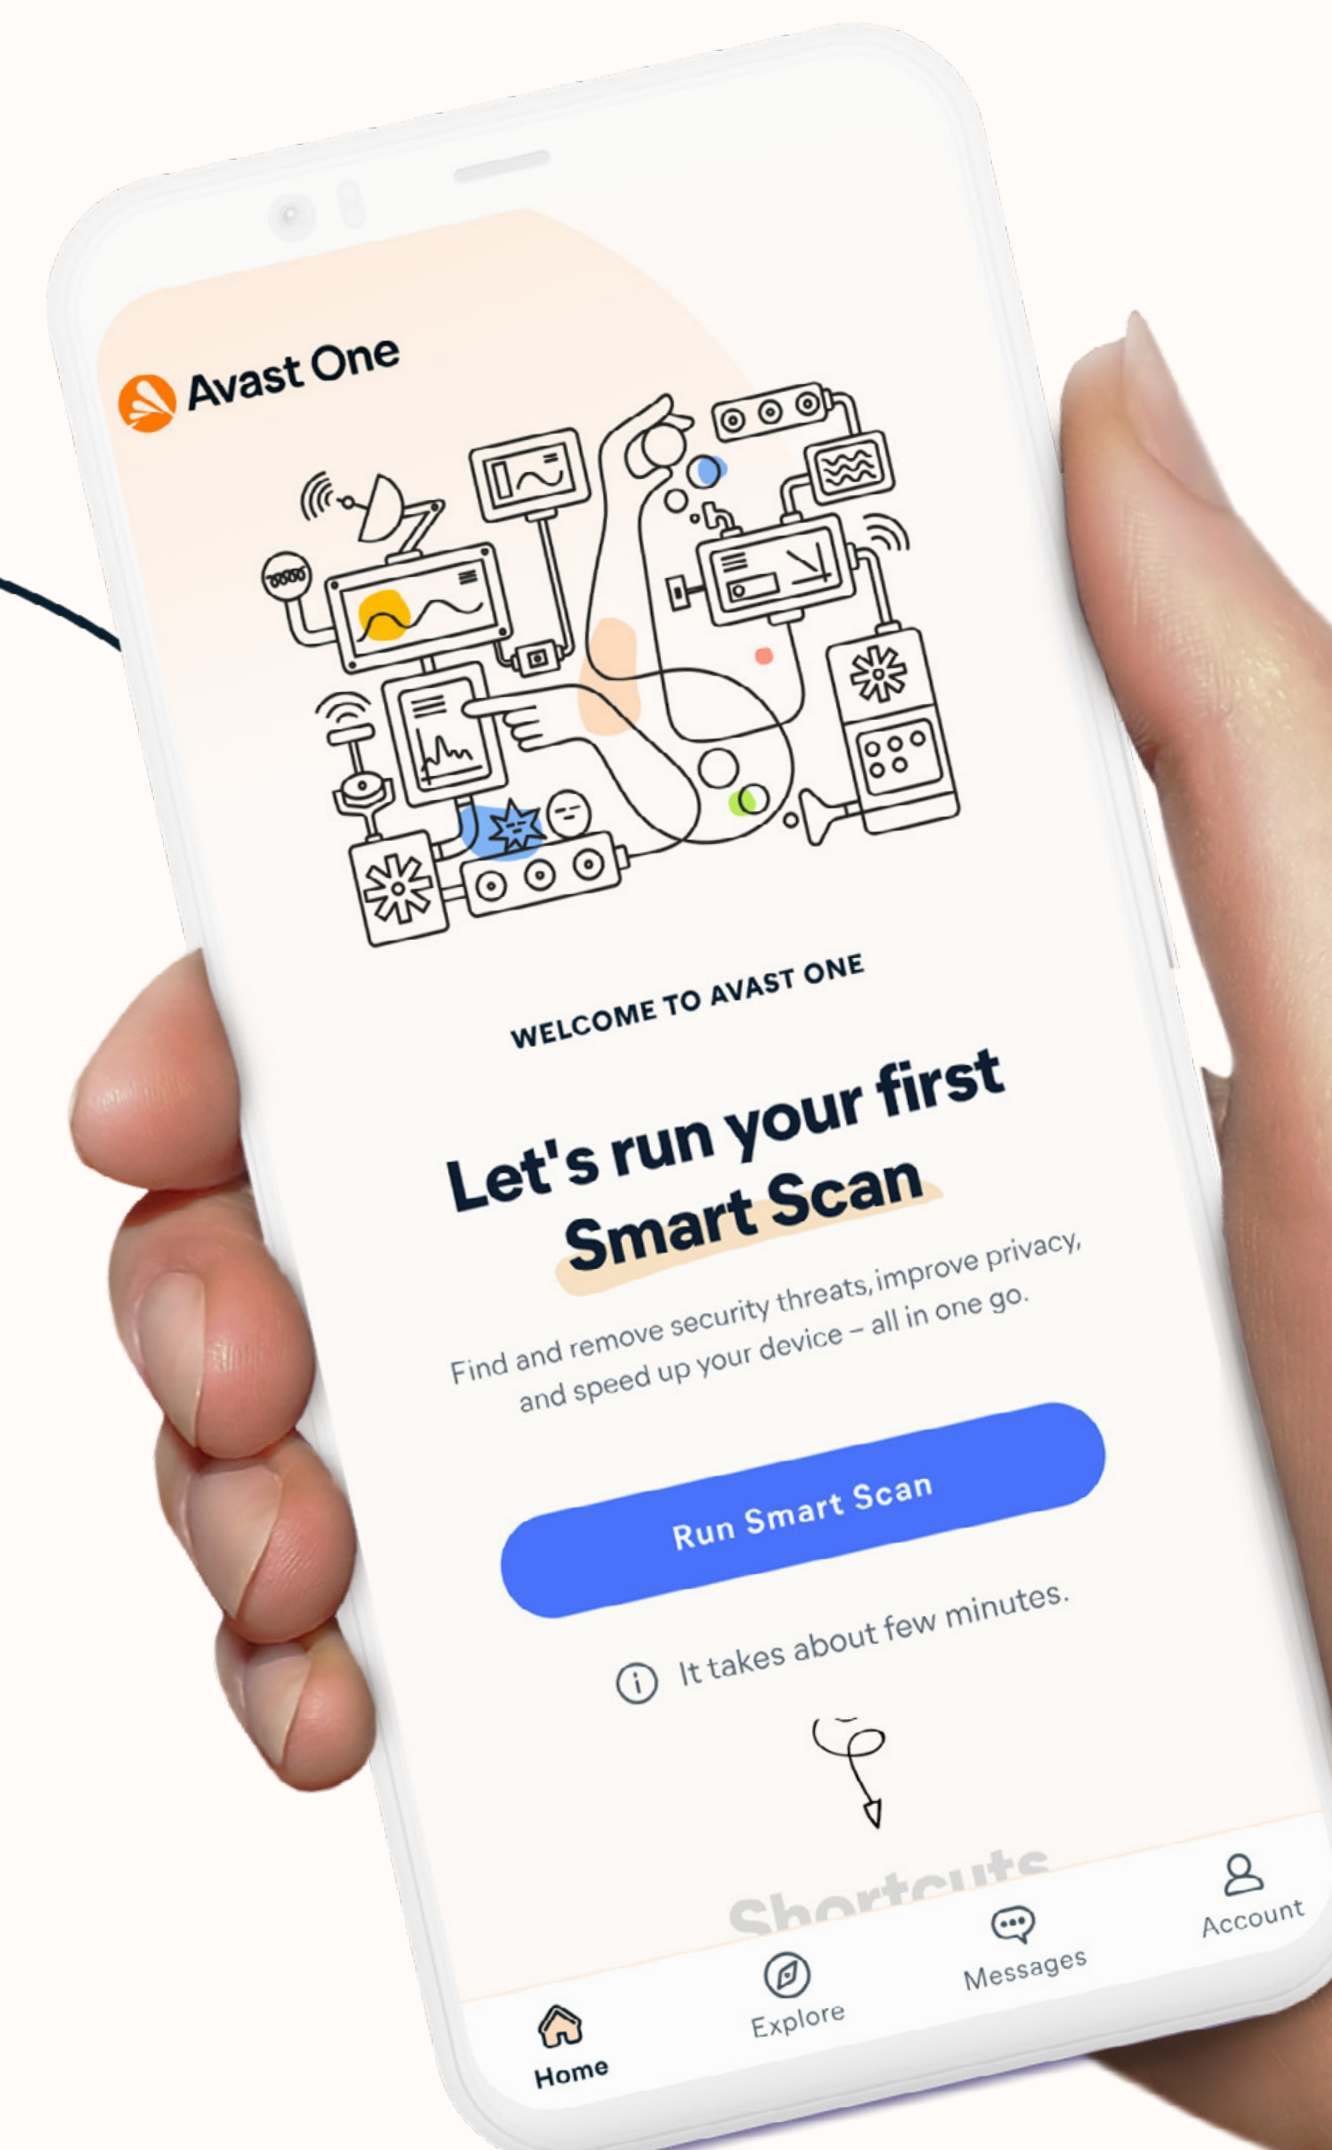 Avast One
WELCOME TO AVAST ONE
Let's run your first
Smart Scan
Find and remove security threats, improve privacy,
and speed up your device – all in one go.
Run Smart Scan
It takes about few minutes.
Shortcuts
Home
Explore
Messages
Account